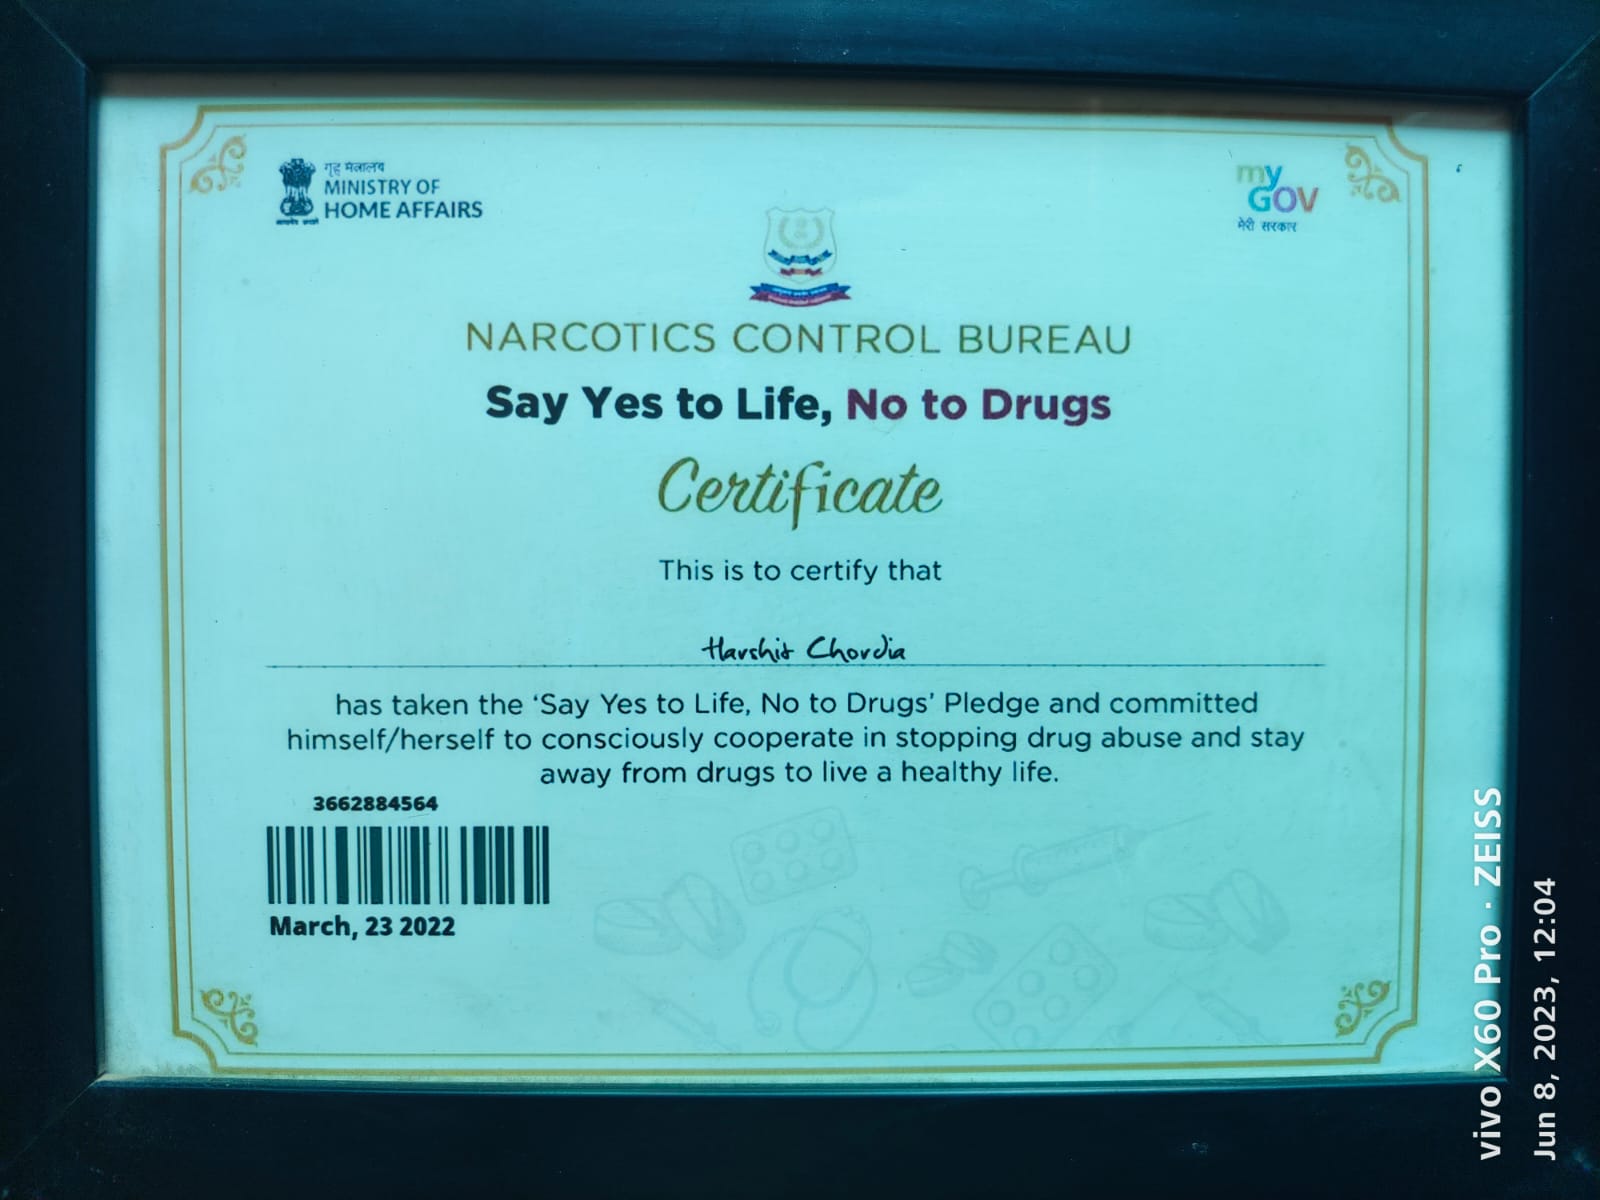 गृह मंत्रालय
MINISTRY OF
HOME AFFAIRS
my
GOV
मेरी सरकार
NARCOTICS CONTROL BUREAU
Say Yes to Life, No to Drugs
Certificate
This is to certify that
Harshit Chordia
has taken the ‘Say Yes to Life, No to Drugs’ Pledge and committed
himself/herself to consciously cooperate in stopping drug abuse and stay
away from drugs to live a healthy life.
3662884564
March, 23 2022
vivo X60 Pro · ZEISS
Jun 8, 2023, 12:04